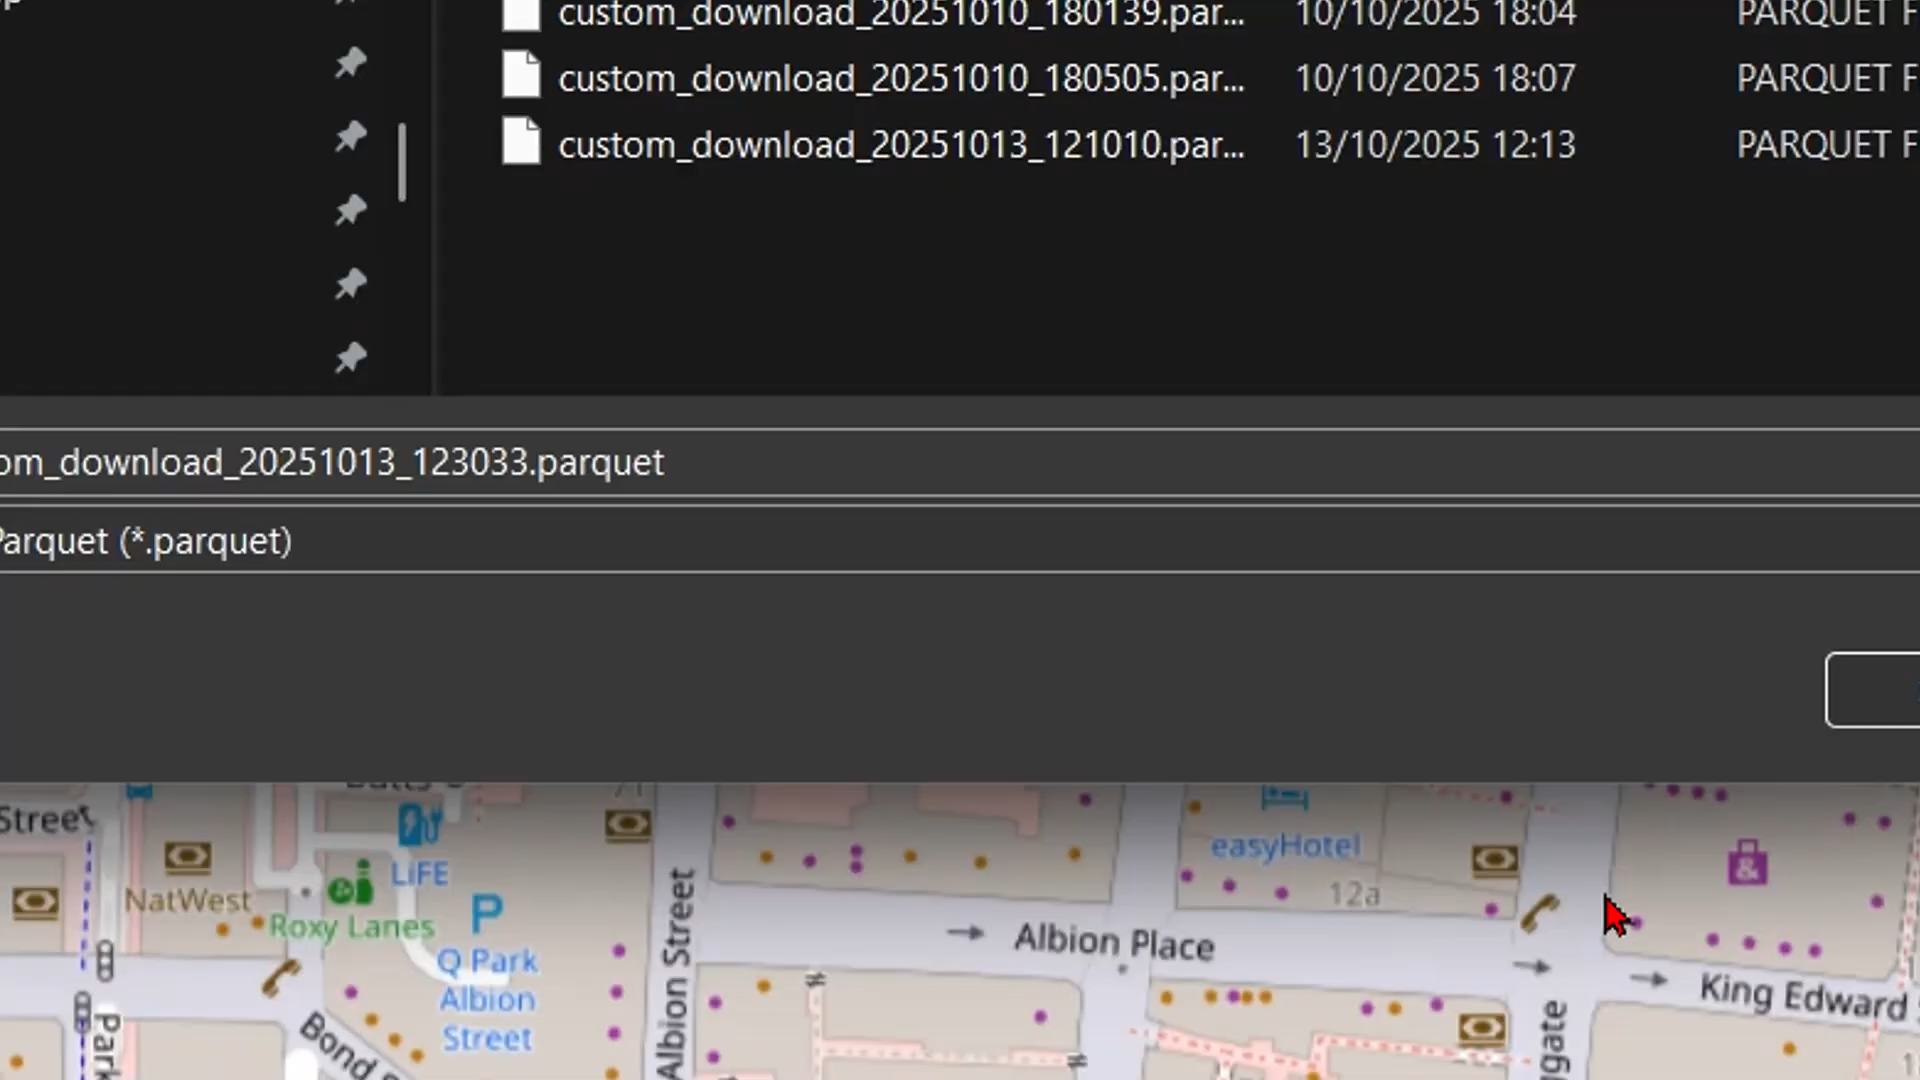 custom_download_20251010_180139.par... 10/10/2025 18:04 PARQUET F
custom_download_20251010_180505.par... 10/10/2025 18:07 PARQUET F
custom_download_20251013_121010.par... 13/10/2025 12:13 PARQUET F
om_download_20251013_123033.parquet
Parquet (*.parquet)
Street
NatWest
LiFE
Roxy Lanes
P
Q Park
Albion
Street
Albion Street
easyHotel
12a
Albion Place
King Edward
Bond S
Park
gate